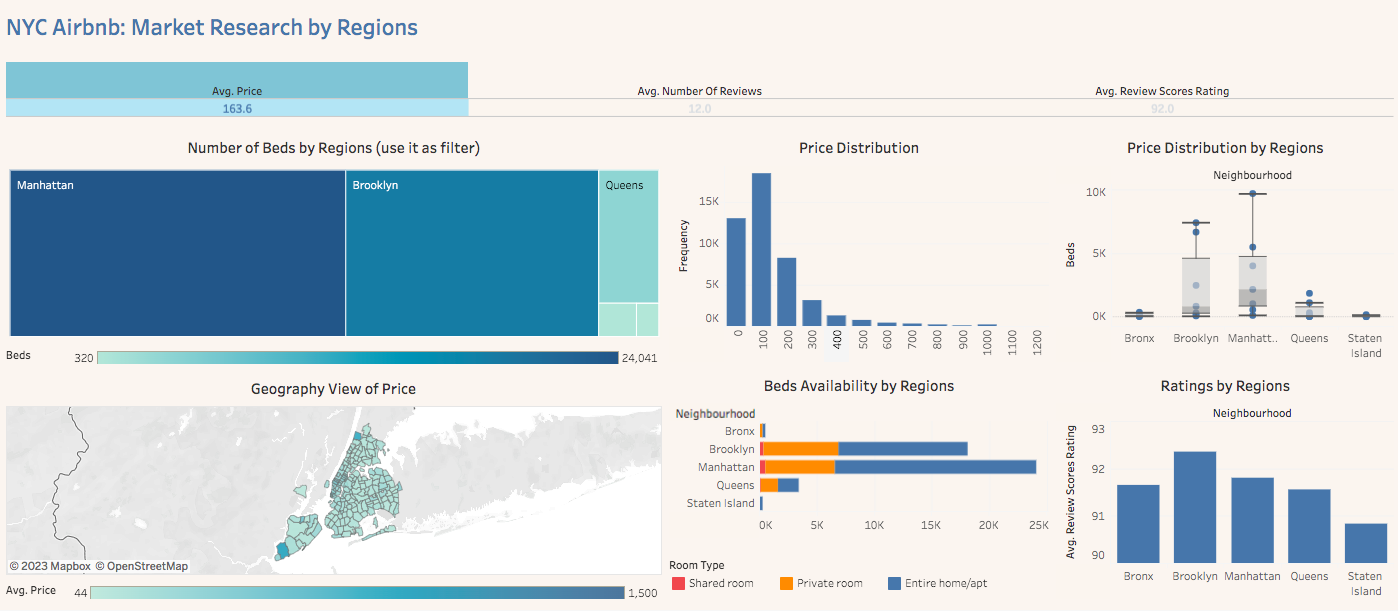 NYC Airbnb: Market Research by Regions
Avg. Price
Avg. Number Of Reviews
Avg. Review Scores Rating
163.6
12.0
92.0
Number of Beds by Regions (use it as filter)
Manhattan
Brooklyn
Queens
Beds
320
24,041
Price Distribution
Frequency
15K
10K
5K
0K
0
100
200
300
400
500
600
700
800
900
1000
1100
1200
Price Distribution by Regions
Neighbourhood
Beds
10K
5K
0K
Bronx
Brooklyn
Manhatt..
Queens
Staten
Island
Geography View of Price
© 2023 Mapbox © OpenStreetMap
Avg. Price
44
1,500
Beds Availability by Regions
Neighbourhood
Bronx
Brooklyn
Manhattan
Queens
Staten Island
0K
5K
10K
15K
20K
25K
Room Type
Shared room
Private room
Entire home/apt
Ratings by Regions
Neighbourhood
Avg. Review Scores Rating
93
92
91
90
Bronx
Brooklyn
Manhattan
Queens
Staten
Island